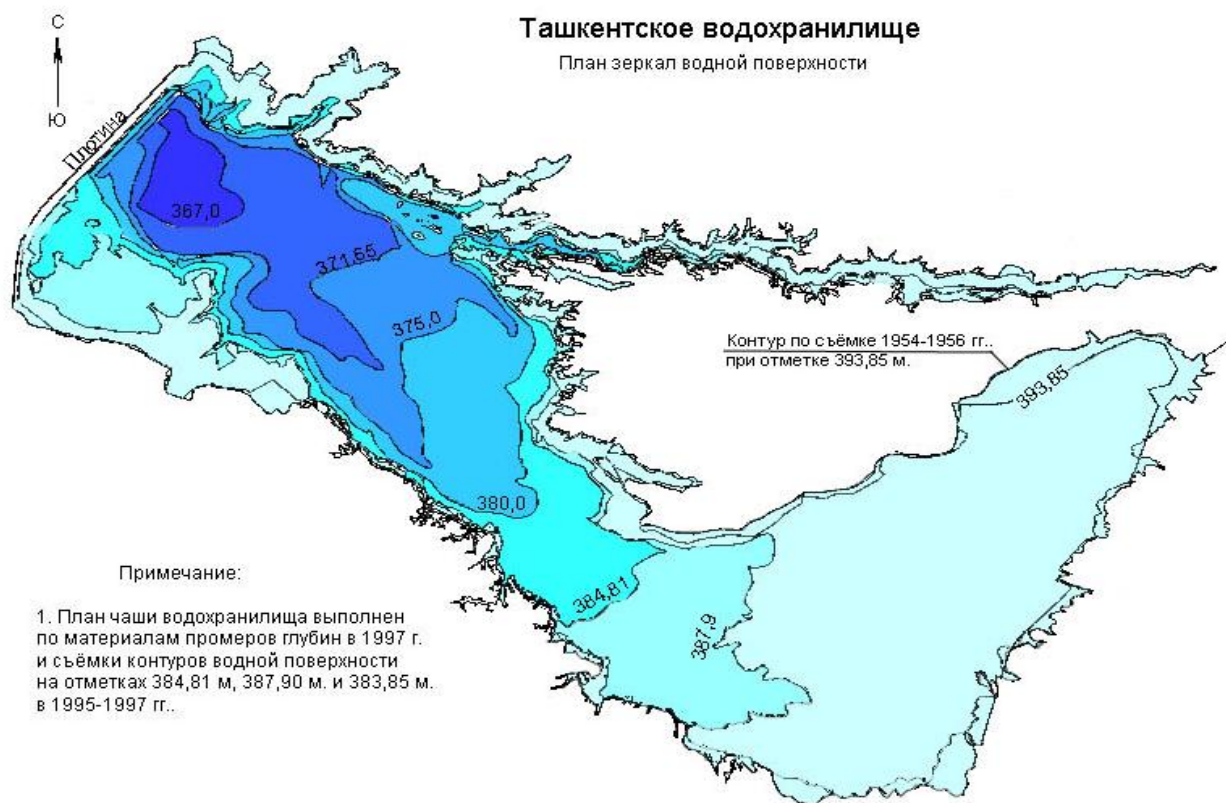 Ташкентское водохранилище
План зеркал водной поверхности
С
Ю
Плотина
367,0
371,65
375,0
Контур по съёмке 1954-1956 гг..
при отметке 393,85 м.
393,85
380,0
384,81
387,9
Примечание:
1. План чаши водохранилища выполнен
по материалам промеров глубин в 1997 г.
и съёмки контуров водной поверхности
на отметках 384,81 м, 387,90 м. и 383,85 м.
в 1995-1997 гг..